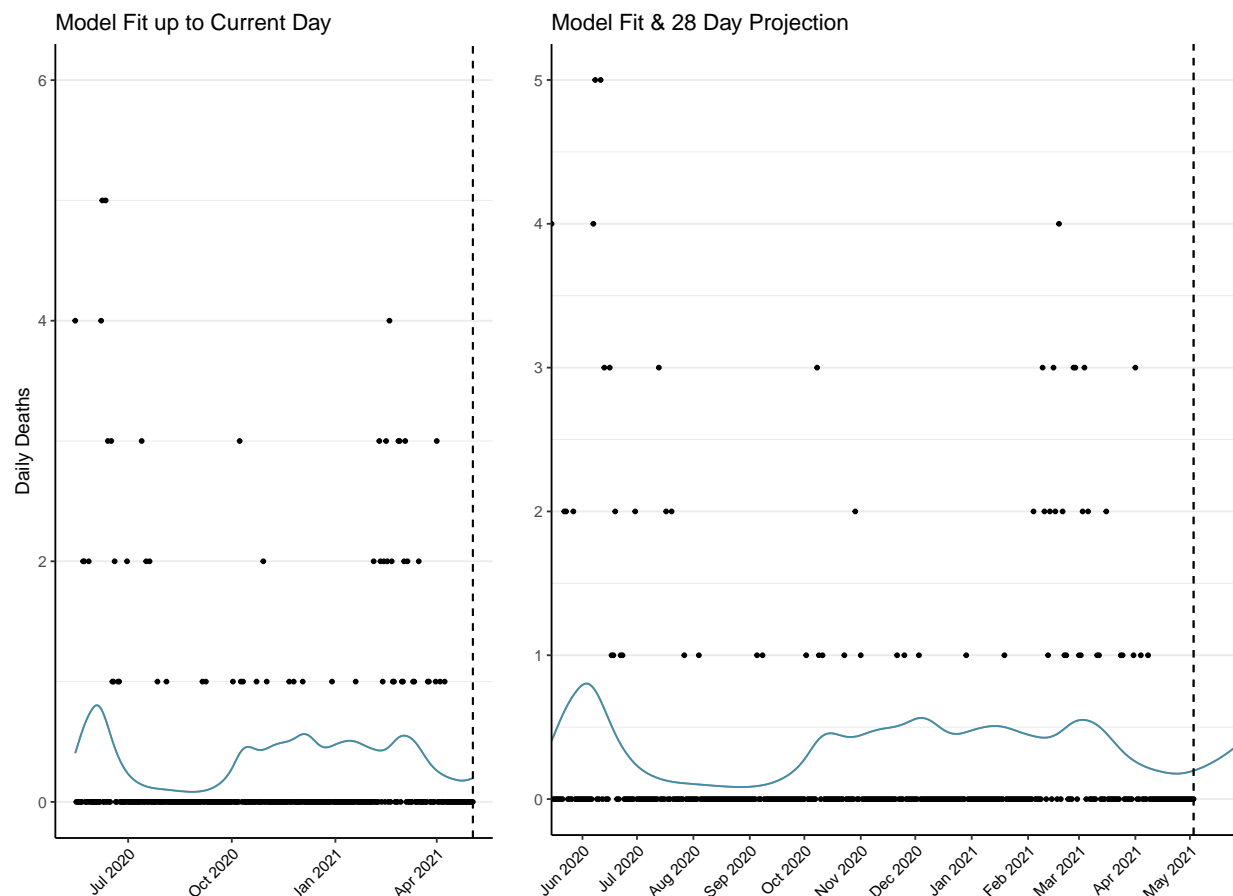 Model Fit up to Current Day
Daily Deaths
6
4
2
0
Jul 2020
Oct 2020
Jan 2021
Apr 2021
Model Fit & 28 Day Projection
5
4
3
2
1
0
Jun 2020
Jul 2020
Aug 2020
Sep 2020
Oct 2020
Nov 2020
Dec 2020
Jan 2021
Feb 2021
Mar 2021
Apr 2021
May 2021